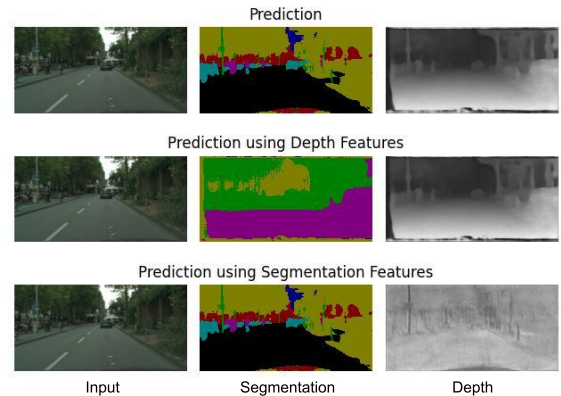 Prediction
Prediction using Depth Features
Prediction using Segmentation Features
Input Segmentation Depth